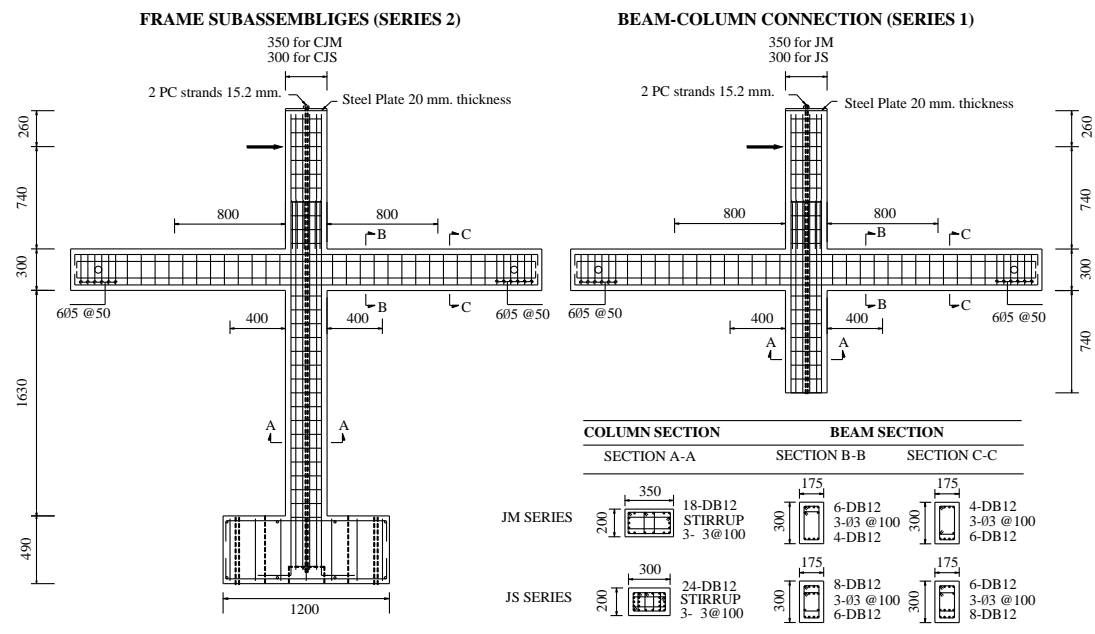 FRAME SUBASSEMBLIGES (SERIES 2)
350 for CJM
300 for CJS
2 PC strands 15.2 mm.
Steel Plate 20 mm. thickness
260
740
300
1630
490
800
800
B
C
B
C
6Ø5 @50
6Ø5 @50
400
400
A
A
1200
BEAM-COLUMN CONNECTION (SERIES 1)
350 for JM
300 for JS
2 PC strands 15.2 mm.
Steel Plate 20 mm. thickness
260
740
300
740
800
800
B
C
B
C
6Ø5 @50
6Ø5 @50
400
400
A
A
COLUMN SECTION BEAM SECTION
SECTION A-A SECTION B-B SECTION C-C
JM SERIES
350
200
18-DB12
STIRRUP
3- 3@100
175
300
6-DB12
3-Ø3 @100
4-DB12
175
300
4-DB12
3-Ø3 @100
6-DB12
JS SERIES
300
200
24-DB12
STIRRUP
3- 3@100
175
300
8-DB12
3-Ø3 @100
6-DB12
175
300
6-DB12
3-Ø3 @100
8-DB12